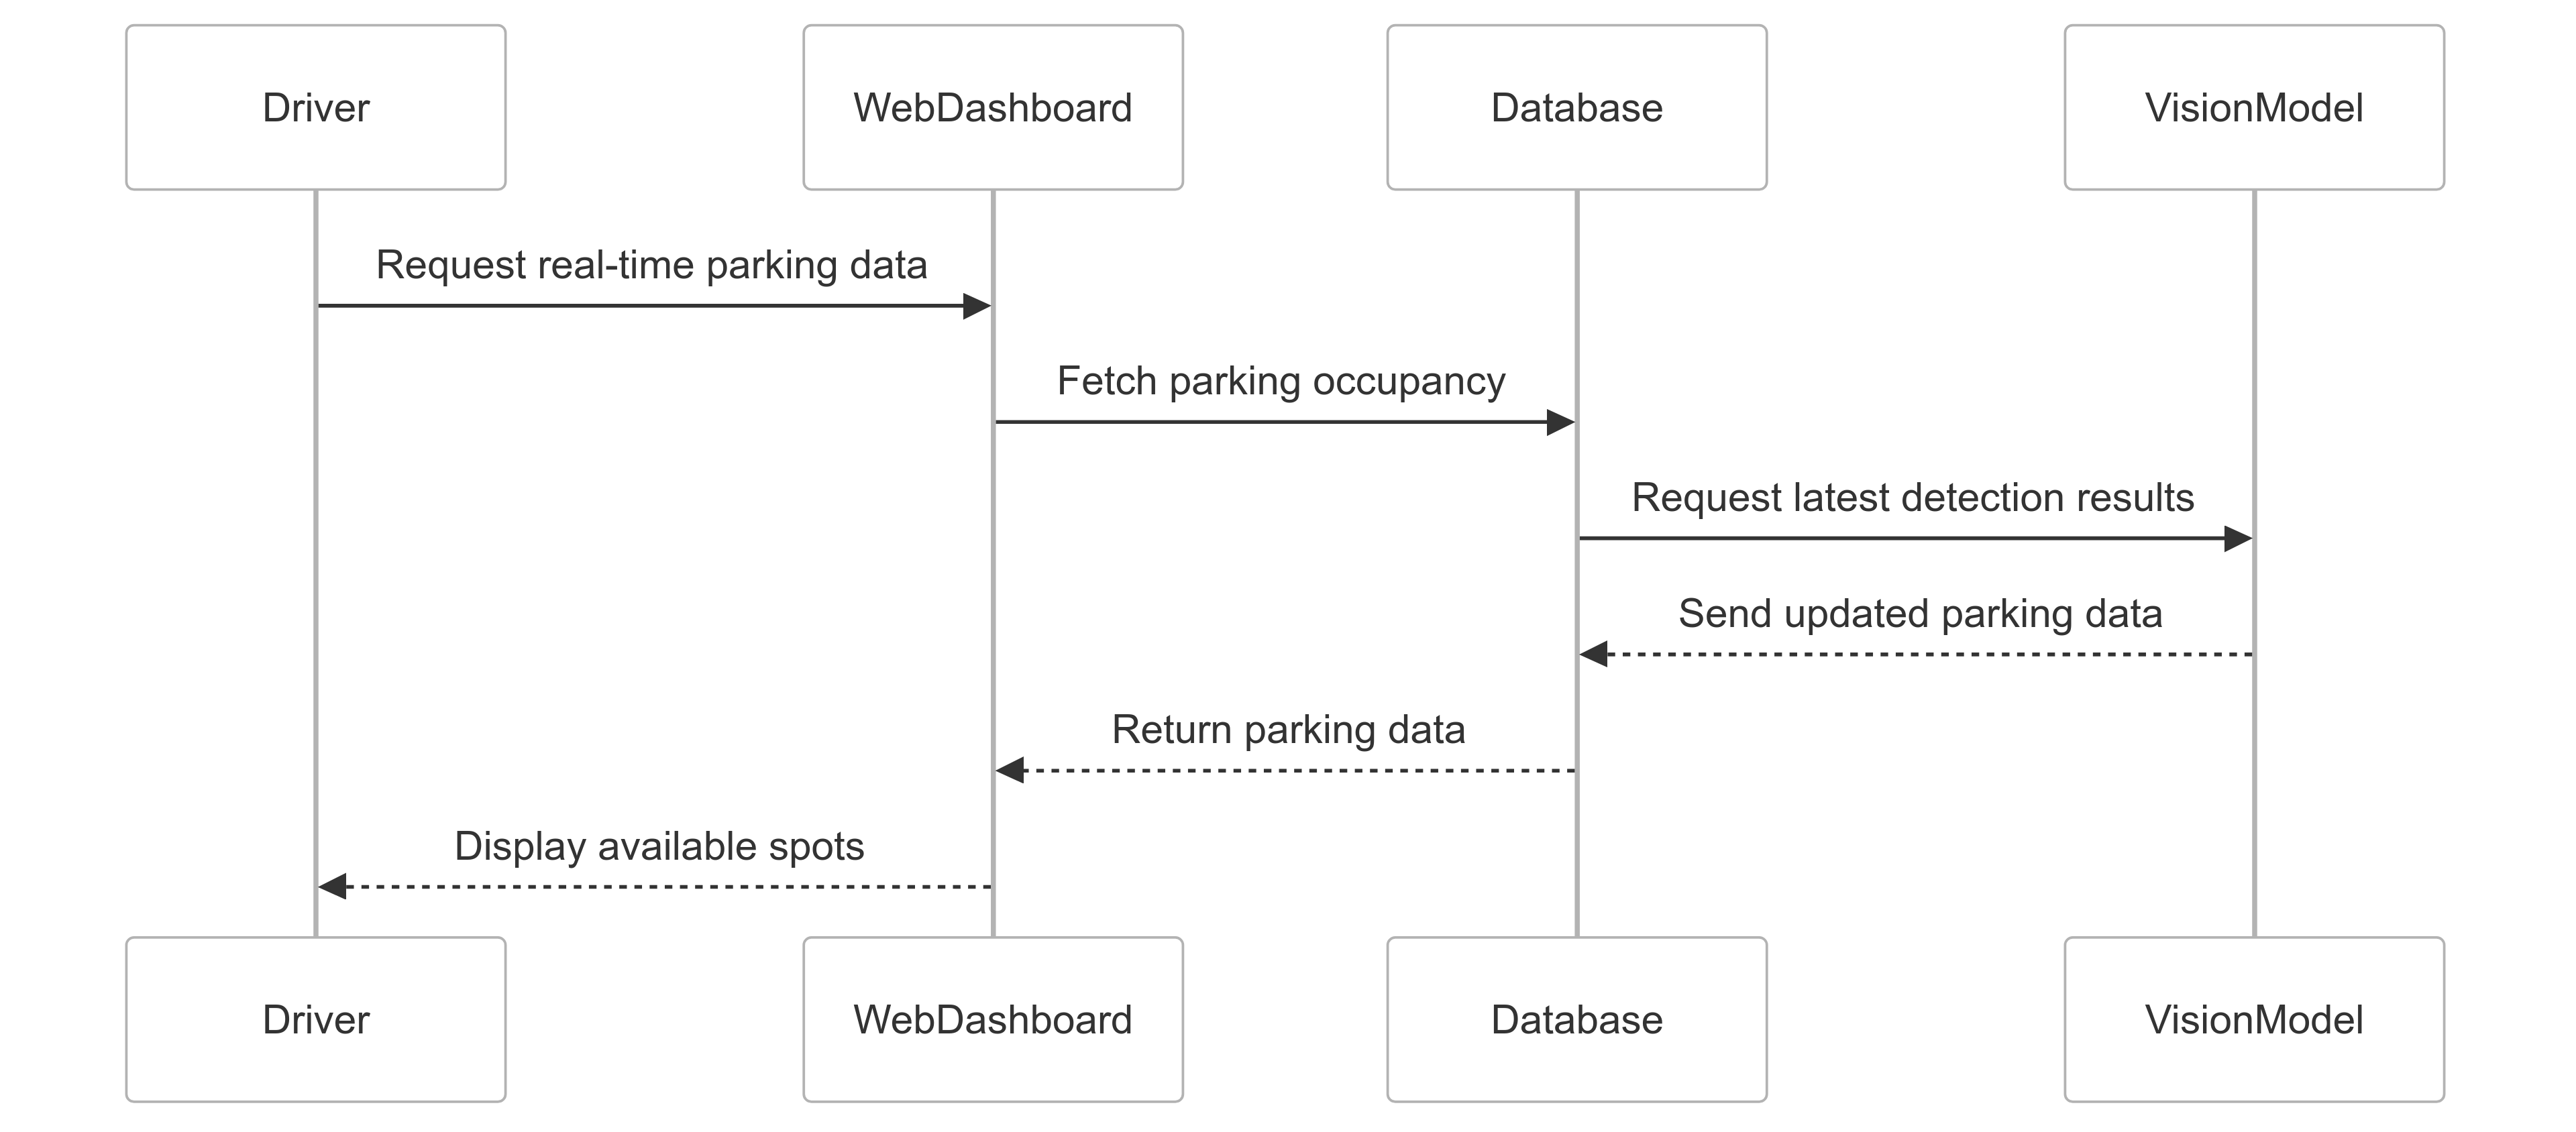 Driver
WebDashboard
Database
VisionModel
Request real-time parking data
Fetch parking occupancy
Request latest detection results
Send updated parking data
Return parking data
Display available spots
Driver
WebDashboard
Database
VisionModel